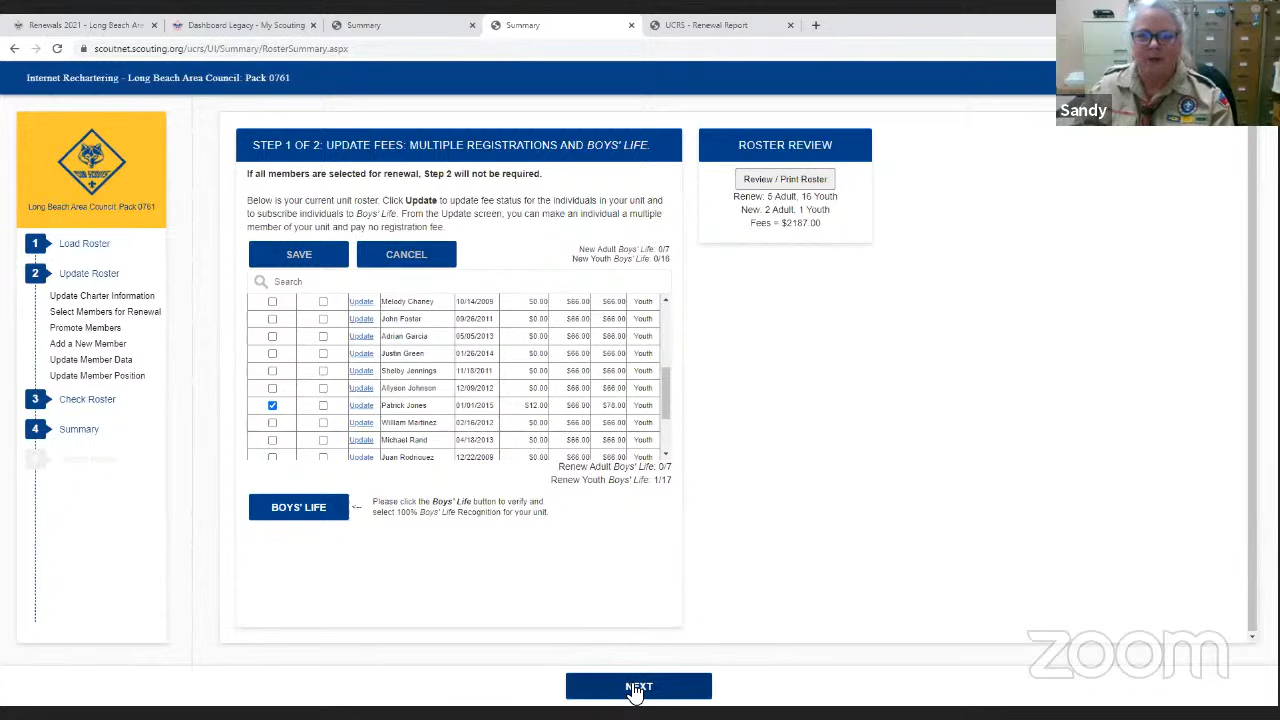 Renewals 2021 - Long Beach Are
Dashboard Legacy - My Scouting
Summary
Summary
UCRS - Renewal Report
scoutnet.scouting.org/ucrs/UI/Summary/RosterSummary.aspx
Internet Rechartering - Long Beach Area Council: Pack 0761
Sandy
Long Beach Area Council: Pack 0761
1 Load Roster
2 Update Roster
Update Charter Information
Select Members for Renewal
Promote Members
Add a New Member
Update Member Data
Update Member Position
3 Check Roster
4 Summary
STEP 1 OF 2: UPDATE FEES: MULTIPLE REGISTRATIONS AND BOYS' LIFE.
If all members are selected for renewal, Step 2 will not be required.
Below is your current unit roster. Click Update to update fee status for the individuals in your unit and
to subscribe individuals to Boys' Life. From the Update screen, you can make an individual a multiple
member of your unit and pay no registration fee.
SAVE
CANCEL
New Adult Boys' Life: 0/7
New Youth Boys' Life: 0/16
Search
Update Melody Chaney 10/14/2009 $0.00 $66.00 $66.00 Youth
Update John Foster 09/26/2011 $0.00 $66.00 $66.00 Youth
Update Adrian Garcia 05/05/2013 $0.00 $66.00 $66.00 Youth
Update Justin Green 01/26/2014 $0.00 $66.00 $66.00 Youth
Update Shelby Jennings 11/18/2011 $0.00 $66.00 $66.00 Youth
Update Allyson Johnson 12/09/2012 $0.00 $66.00 $66.00 Youth
Update Patrick Jones 01/01/2015 $12.00 $66.00 $78.00 Youth
Update William Martinez 02/16/2012 $0.00 $66.00 $66.00 Youth
Update Michael Rand 04/18/2013 $0.00 $66.00 $66.00 Youth
Update Juan Rodriguez 12/22/2009 $0.00 $66.00 $66.00 Youth
Renew Adult Boys' Life: 0/7
Renew Youth Boys' Life: 1/17
BOYS' LIFE
<-- Please click the Boys' Life button to verify and
select 100% Boys' Life Recognition for your unit.
ROSTER REVIEW
Review / Print Roster
Renew: 5 Adult, 16 Youth
New: 2 Adult, 1 Youth
Fees = $2187.00
zoom
NEXT